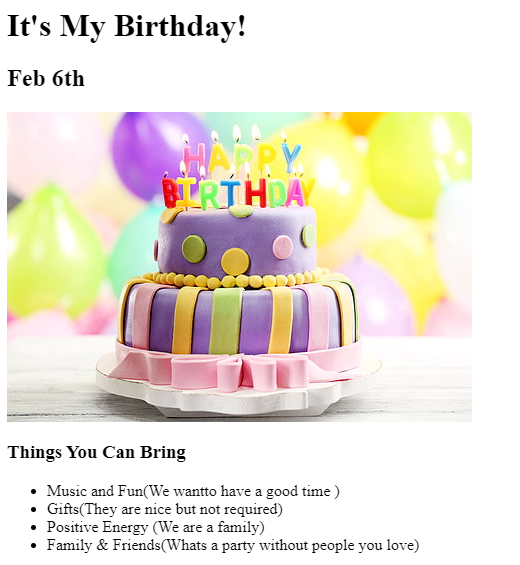 It's My Birthday!
Feb 6th
HAPPY
BIRTHDAY
Things You Can Bring
Music and Fun(We wantto have a good time )
Gifts(They are nice but not required)
Positive Energy (We are a family)
Family & Friends(Whats a party without people you love)